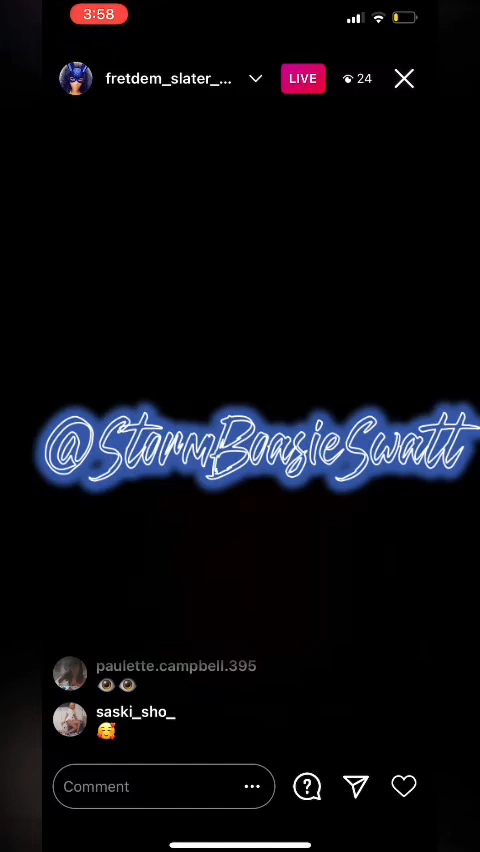 3:58
fretdem_slater_...
LIVE
24
@StormBoasieSwatt
paulette.campbell.395
👁️👁️
saski_sho_
🥰
Comment